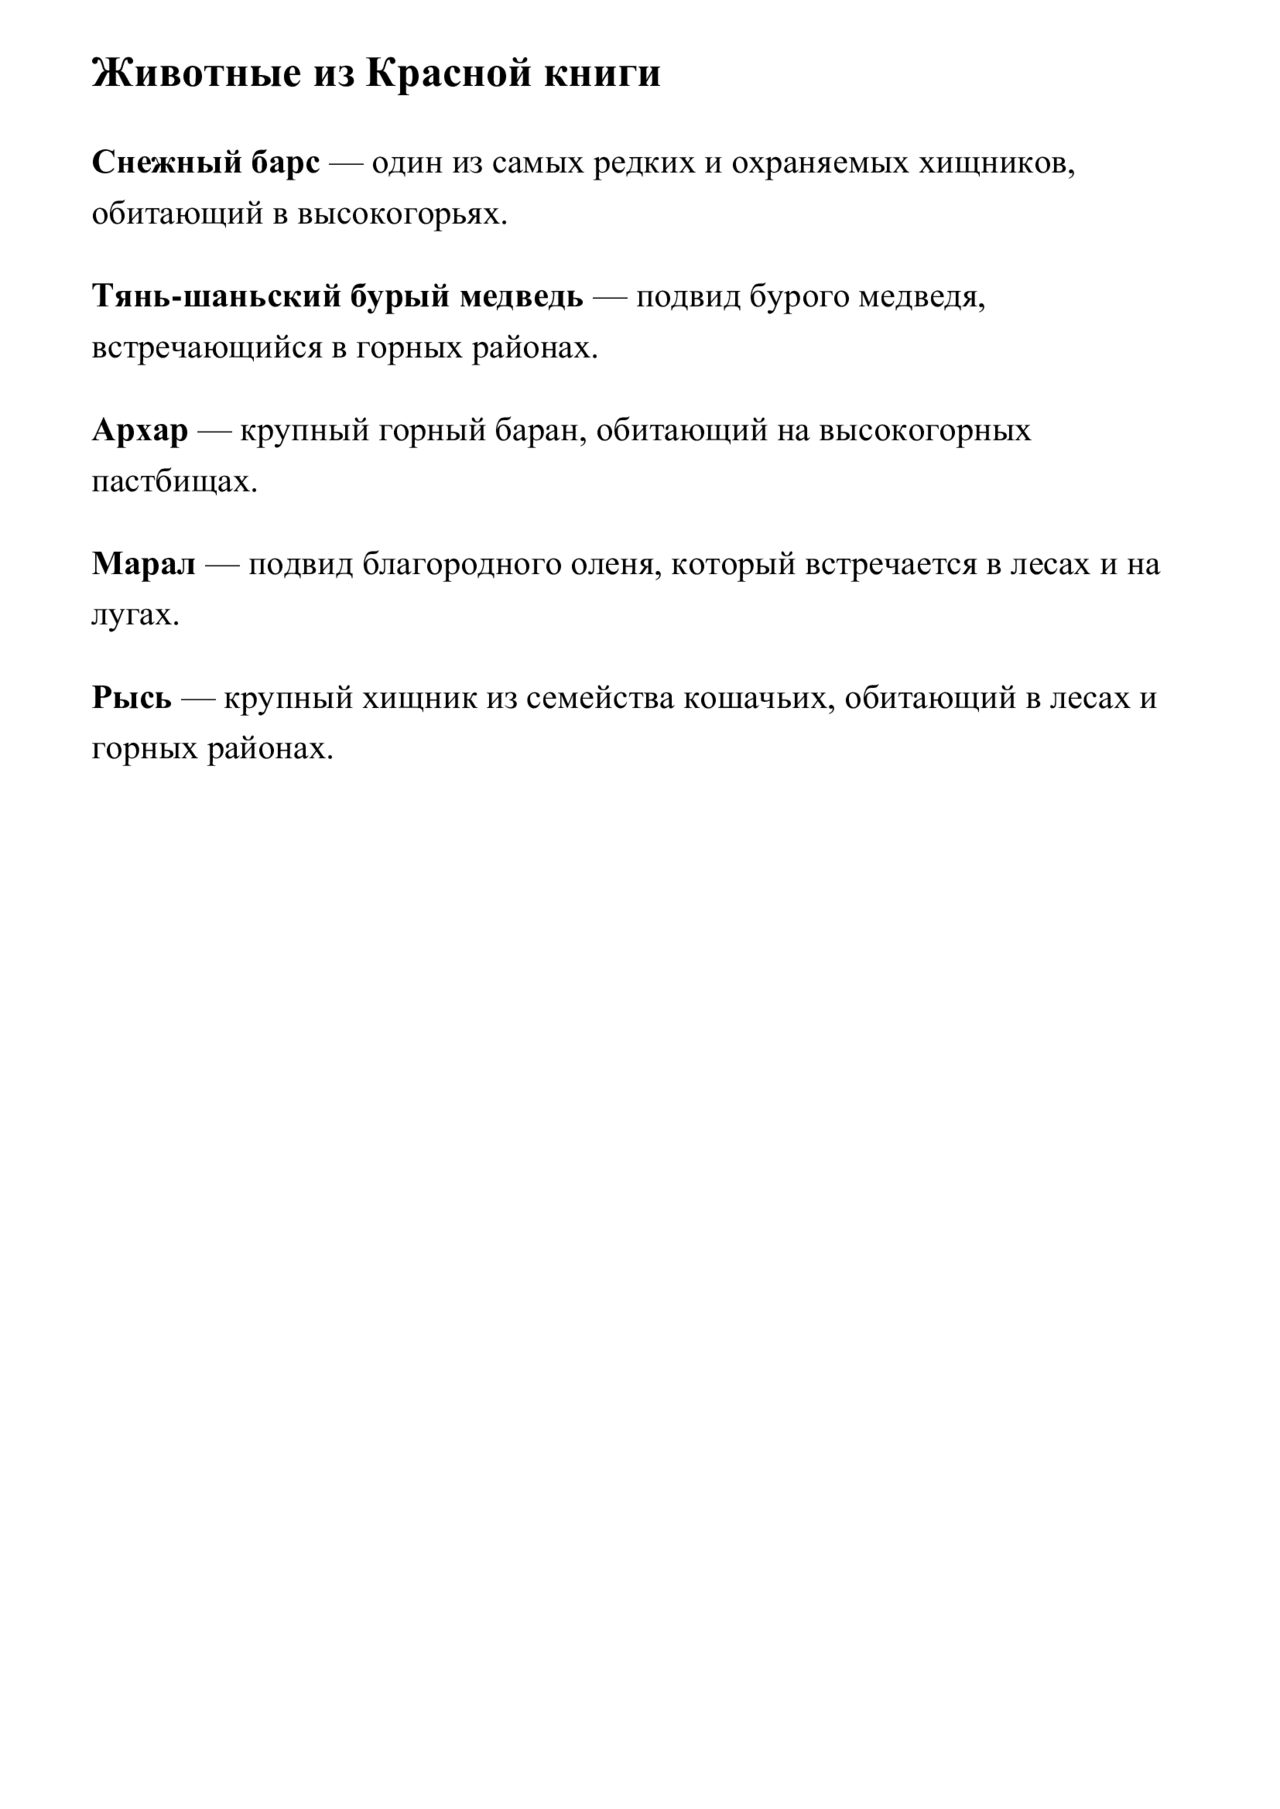 Животные из Красной книги
Снежный барс — один из самых редких и охраняемых хищников,
обитающий в высокогорьях.
Тянь-шаньский бурый медведь — подвид бурого медведя,
встречающийся в горных районах.
Архар — крупный горный баран, обитающий на высокогорных
пастбищах.
Марал — подвид благородного оленя, который встречается в лесах и на
лугах.
Рысь — крупный хищник из семейства кошачьих, обитающий в лесах и
горных районах.